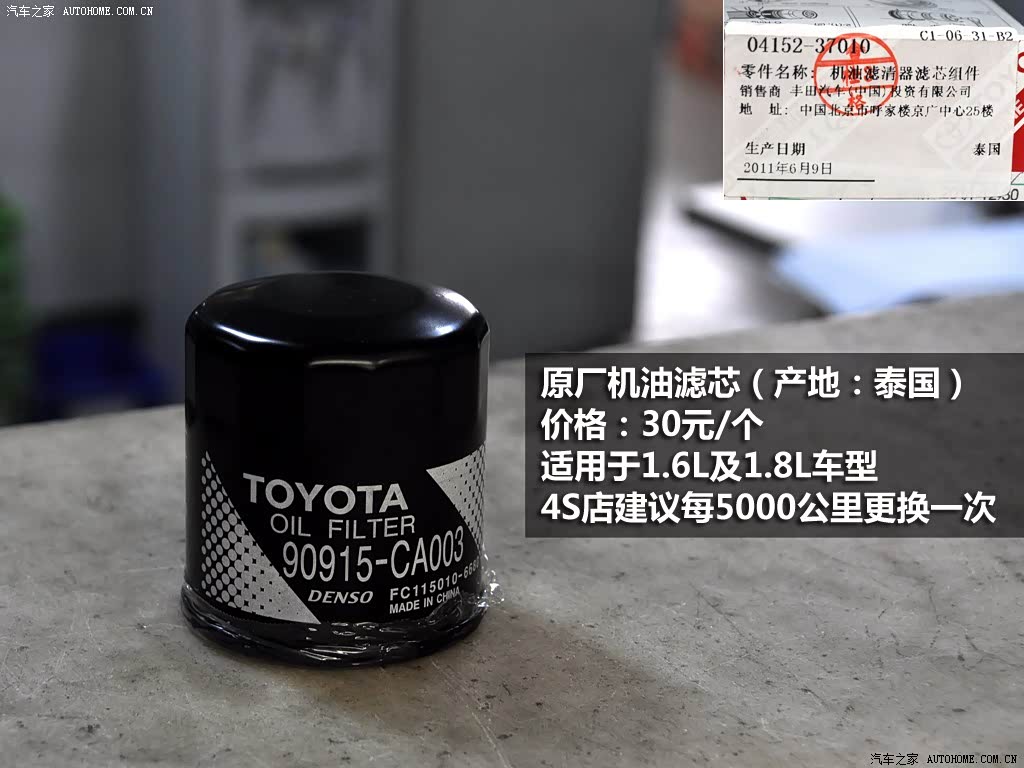 汽车之家 AUTOHOME.COM.CN
C1-06-31-B2
04152-37010
零件名称: 机油滤清器滤芯组件
销售商 丰田汽车(中国)投资有限公司
地 址: 中国北京市呼家楼京广中心25楼
生产日期 泰国
2011年6月9日
原厂机油滤芯（产地：泰国）
价格：30元/个
适用于1.6L及1.8L车型
4S店建议每5000公里更换一次
TOYOTA
OIL FILTER
90915-CA003
DENSO FC115010-668
MADE IN CHINA
汽车之家 AUTOHOME.COM.CN